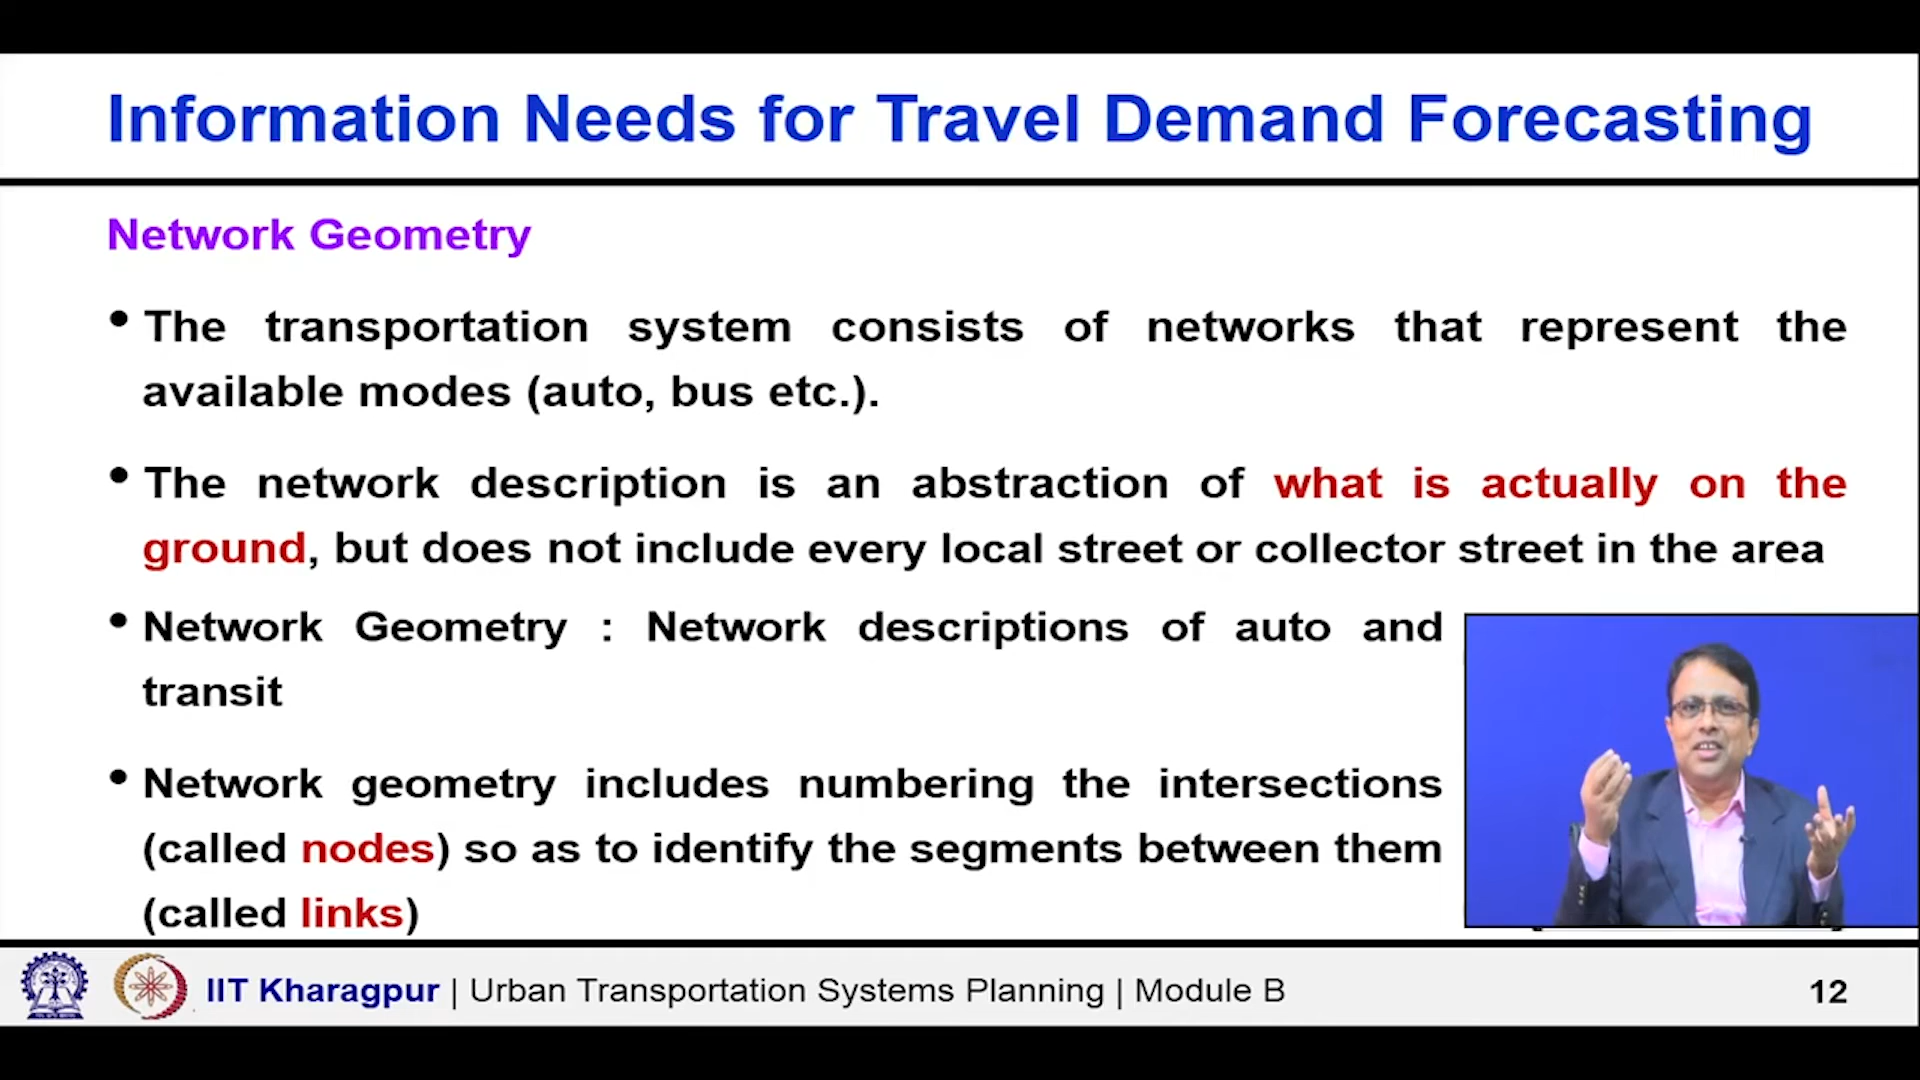 Information Needs for Travel Demand Forecasting
Network Geometry
• The transportation system consists of networks that represent the
available modes (auto, bus etc.).
• The network description is an abstraction of what is actually on the
ground, but does not include every local street or collector street in the area
• Network Geometry : Network descriptions of auto and
transit
• Network geometry includes numbering the intersections
(called nodes) so as to identify the segments between them
(called links)
IIT Kharagpur | Urban Transportation Systems Planning | Module B
12